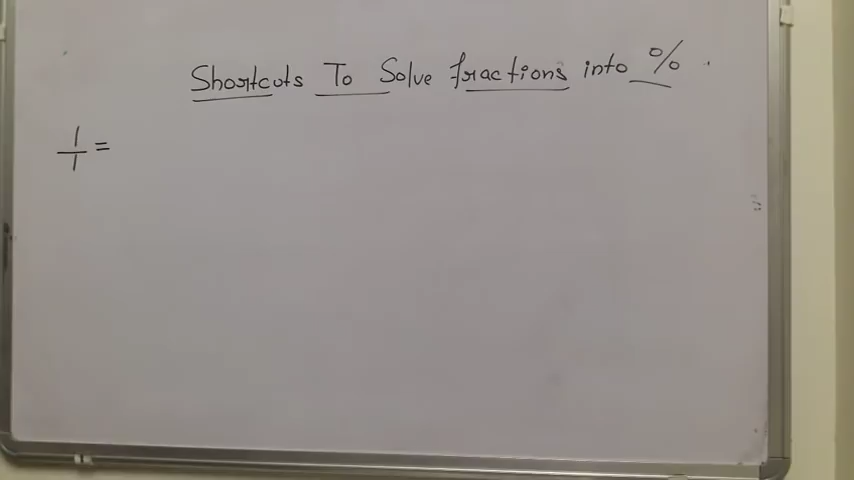 Shortcuts To Solve fractions into %.
1/1 =